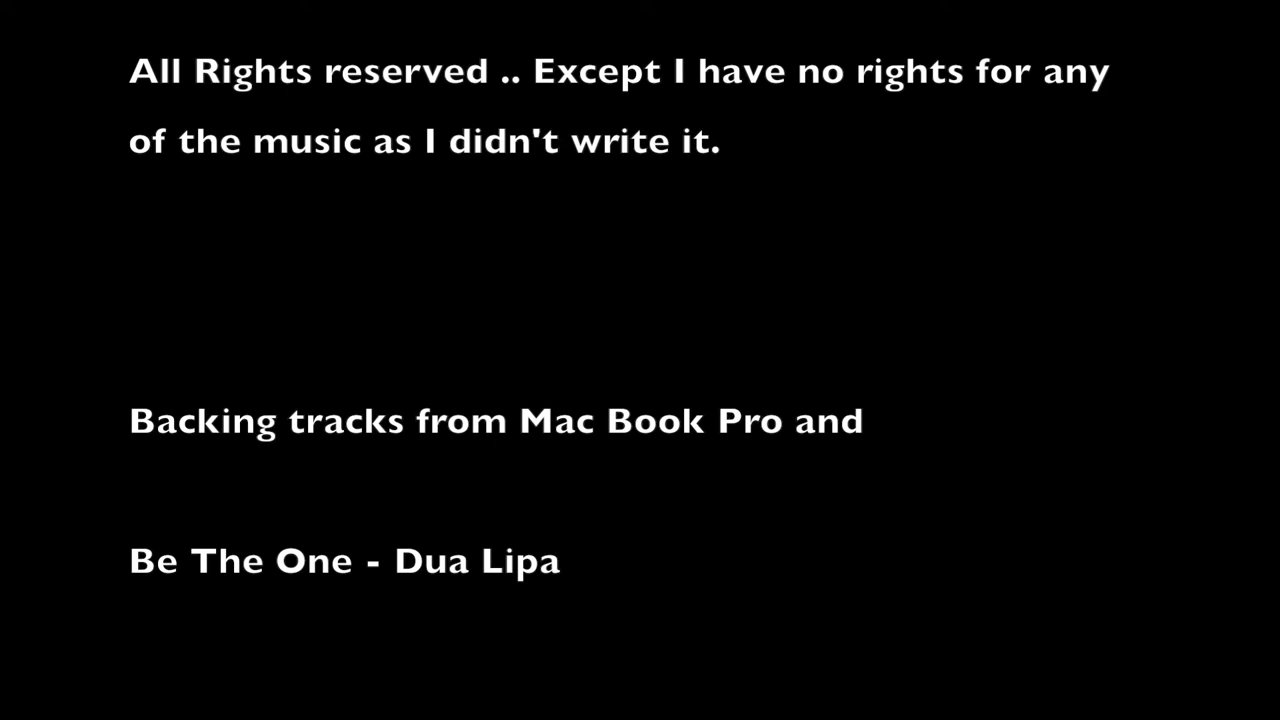 All Rights reserved .. Except I have no rights for any
of the music as I didn't write it.
Backing tracks from Mac Book Pro and
Be The One - Dua Lipa